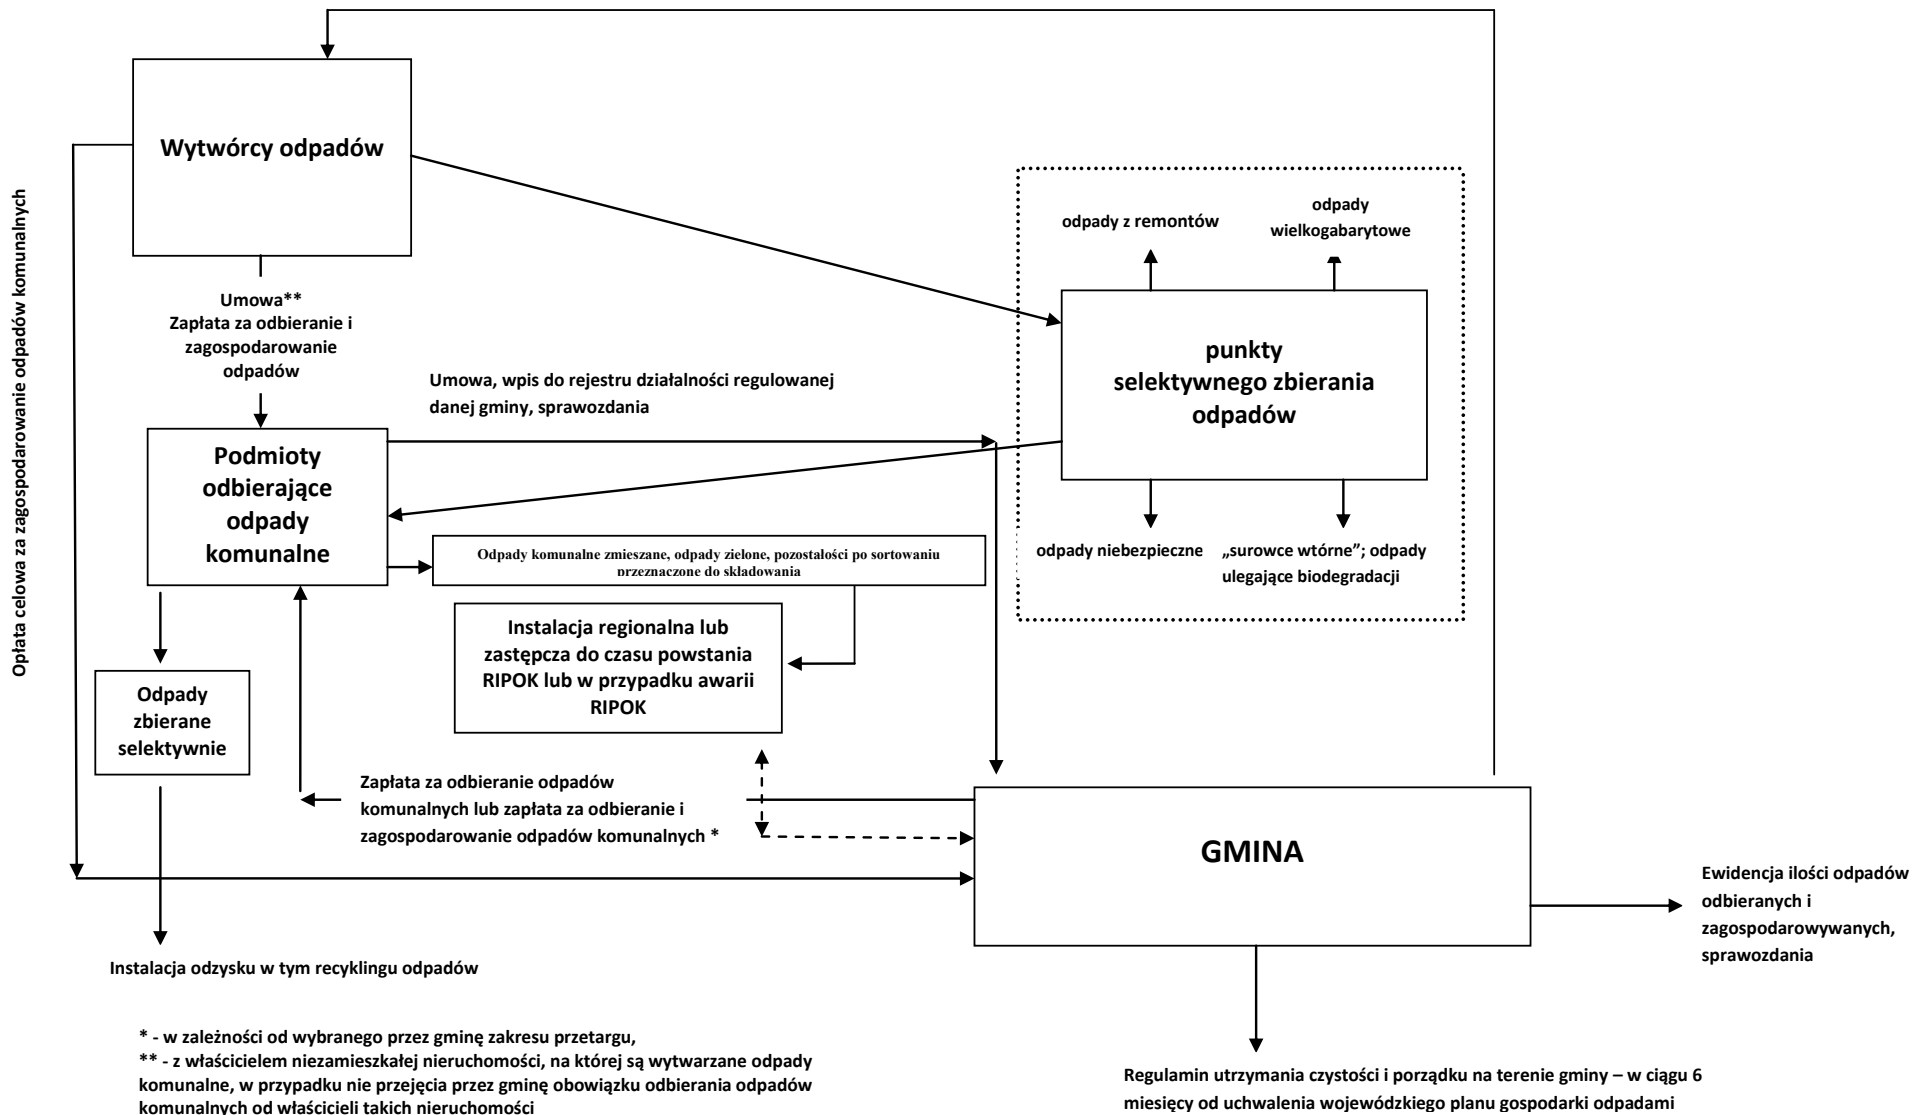 Opłata celowa za zagospodarowanie odpadów komunalnych
Wytwórcy odpadów
Umowa**
Zapłata za odbieranie i
zagospodarowanie
odpadów
odpady z remontów
odpady
wielkogabarytowe
punkty
selektywnego zbierania
odpadów
odpady niebezpieczne
„surowce wtórne”; odpady
ulegające biodegradacji
Umowa, wpis do rejestru działalności regulowanej
danej gminy, sprawozdania
Podmioty
odbierające
odpady
komunalne
Odpady komunalne zmieszane, odpady zielone, pozostałości po sortowaniu
przeznaczone do składowania
Instalacja regionalna lub
zastępcza do czasu powstania
RIPOK lub w przypadku awarii
RIPOK
Odpady
zbierane
selektywnie
Zapłata za odbieranie odpadów
komunalnych lub zapłata za odbieranie i
zagospodarowanie odpadów komunalnych *
GMINA
Ewidencja ilości odpadów
odbieranych i
zagospodarowywanych,
sprawozdania
Instalacja odzysku w tym recyklingu odpadów
* - w zależności od wybranego przez gminę zakresu przetargu,
** - z właścicielem niezamieszkałej nieruchomości, na której są wytwarzane odpady
komunalne, w przypadku nie przejęcia przez gminę obowiązku odbierania odpadów
komunalnych od właścicieli takich nieruchomości
Regulamin utrzymania czystości i porządku na terenie gminy – w ciągu 6
miesięcy od uchwalenia wojewódzkiego planu gospodarki odpadami